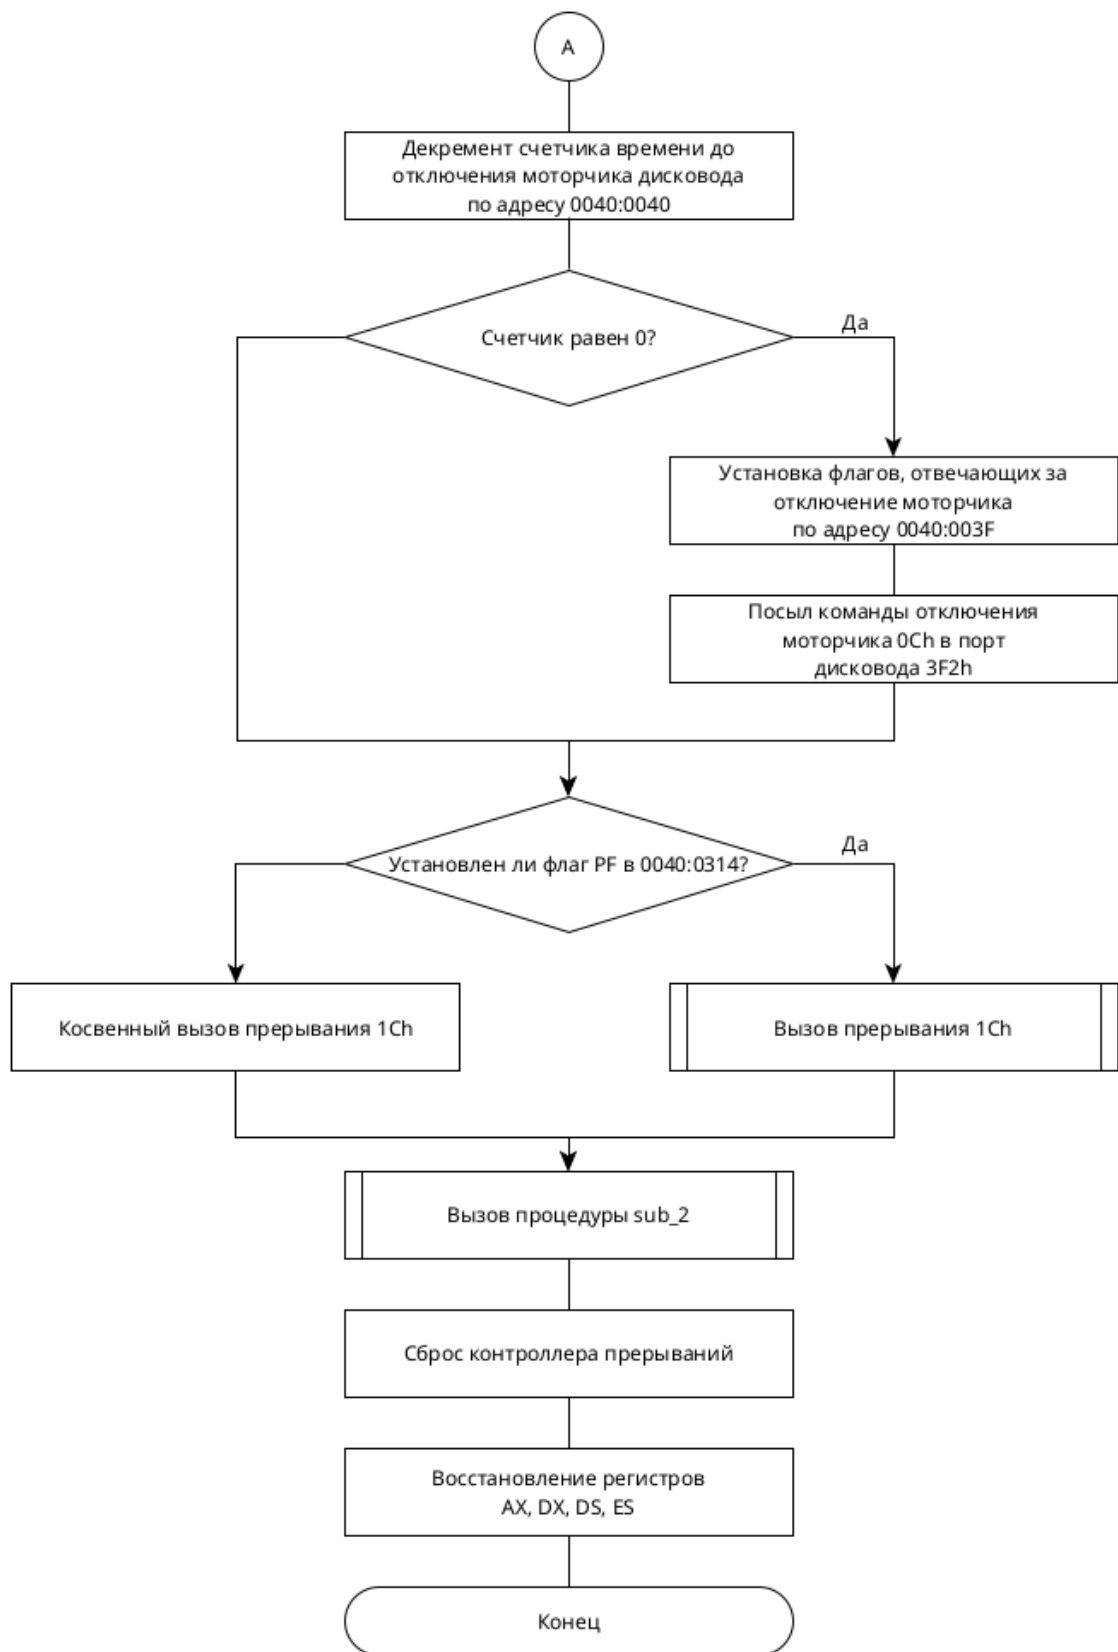 А
Декремент счетчика времени до
отключения моторчика дисковода
по адресу 0040:0040
Счетчик равен 0?
Да
Установка флагов, отвечающих за
отключение моторчика
по адресу 0040:003F
Посыл команды отключения
моторчика 0Ch в порт
дисковода 3F2h
Установлен ли флаг PF в 0040:0314?
Да
Косвенный вызов прерывания 1Ch
Вызов прерывания 1Ch
Вызов процедуры sub_2
Сброс контроллера прерываний
Восстановление регистров
AX, DX, DS, ES
Конец